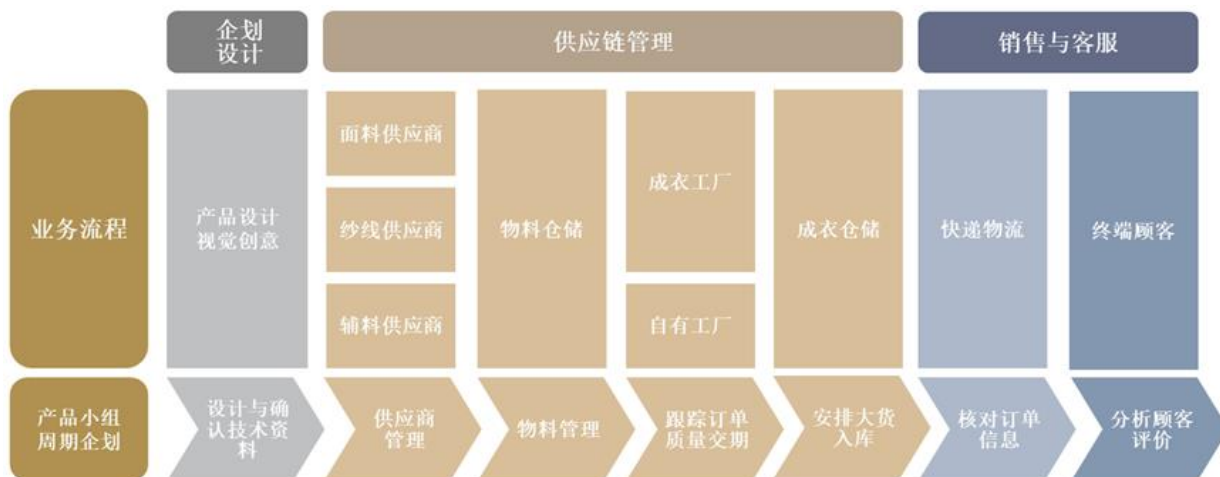 企划
设计
供应链管理
销售与客服
业务流程
产品设计
视觉创意
面料供应商
纱线供应商
辅料供应商
物料仓储
成衣工厂
自有工厂
成衣仓储
快递物流
终端顾客
产品小组
周期企划
设计与确
认技术资
料
供应商
管理
物料管理
跟踪订单
质量交期
安排大货
入库
核对订单
信息
分析顾客
评价